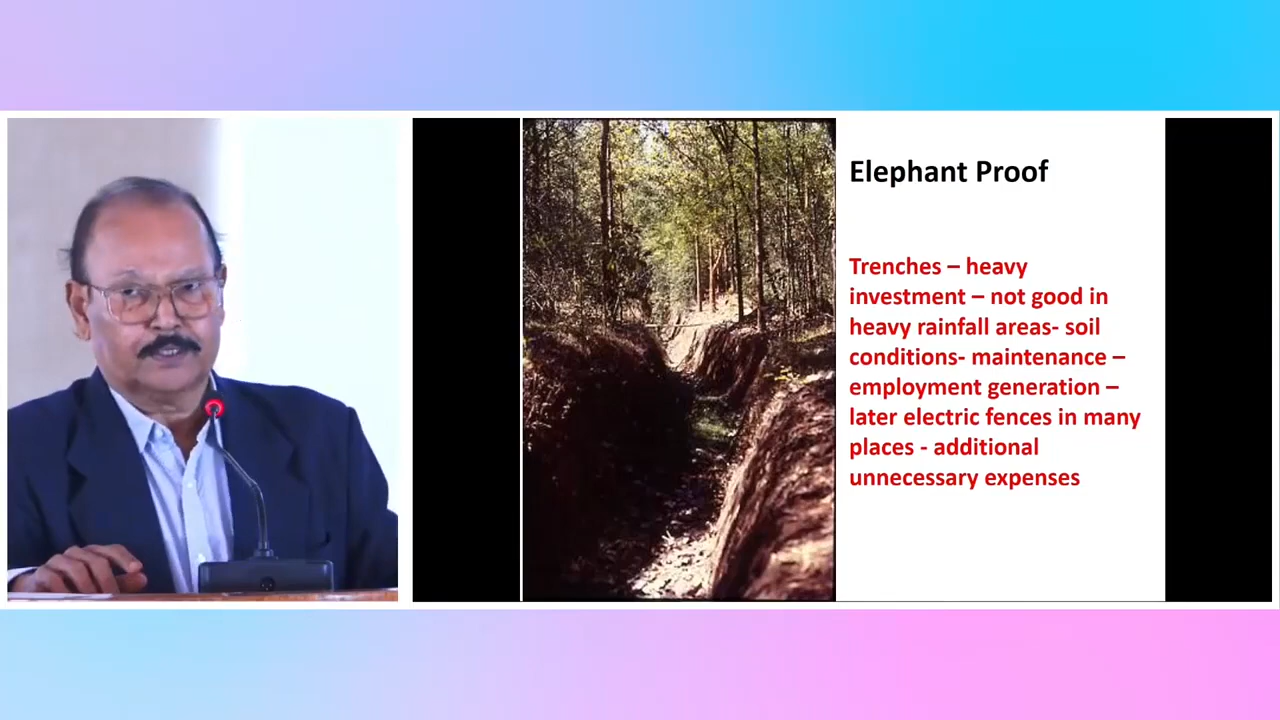 Elephant Proof
Trenches – heavy
investment – not good in
heavy rainfall areas- soil
conditions- maintenance –
employment generation –
later electric fences in many
places - additional
unnecessary expenses